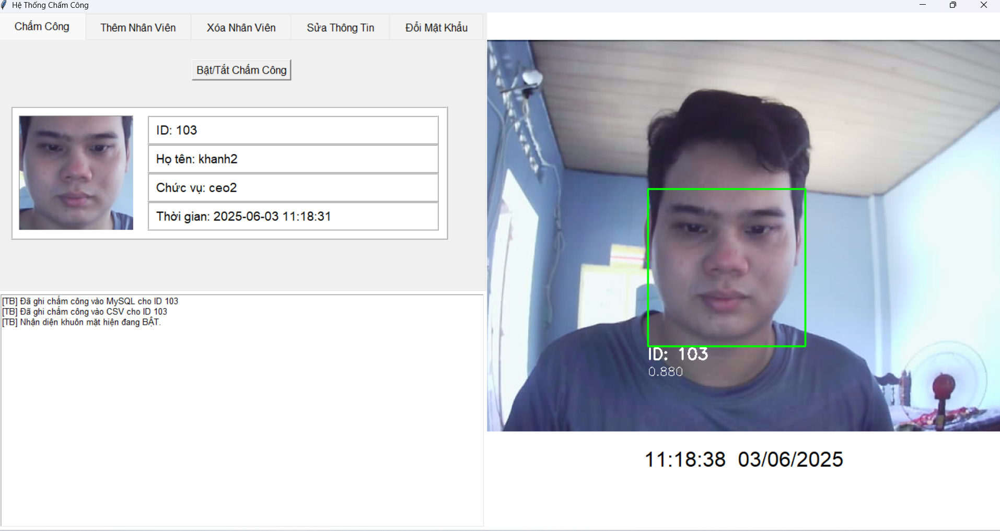 Hệ Thống Chấm Công
Chấm Công
Thêm Nhân Viên
Xóa Nhân Viên
Sửa Thông Tin
Đổi Mật Khẩu
Bật/Tắt Chấm Công
ID: 103
Họ tên: khanh2
Chức vụ: ceo2
Thời gian: 2025-06-03 11:18:31
[TB] Đã ghi chấm công vào MySQL cho ID 103
[TB] Đã ghi chấm công vào CSV cho ID 103
[TB] Nhận diện khuôn mặt hiện đang BẬT.
ID: 103
0.880
11:18:38 03/06/2025